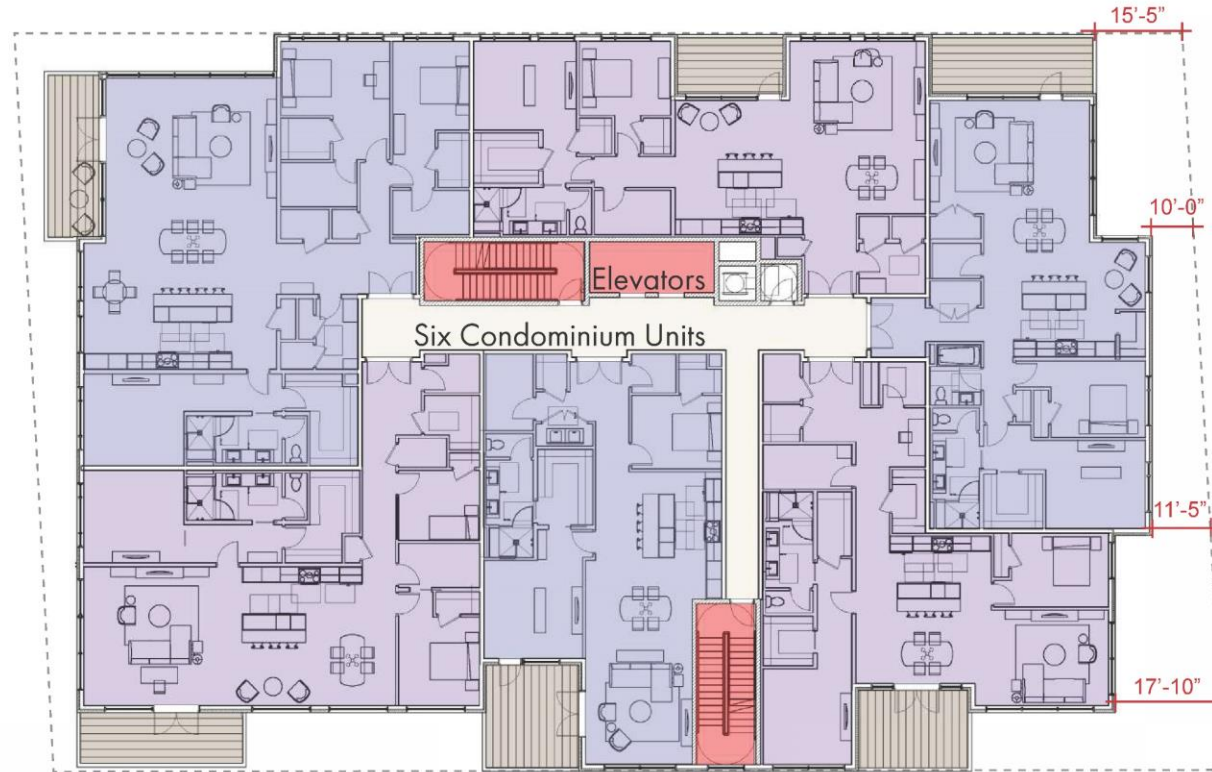 15’-5”
10’-0”
Elevators
Six Condominium Units
11’-5”
17’-10”